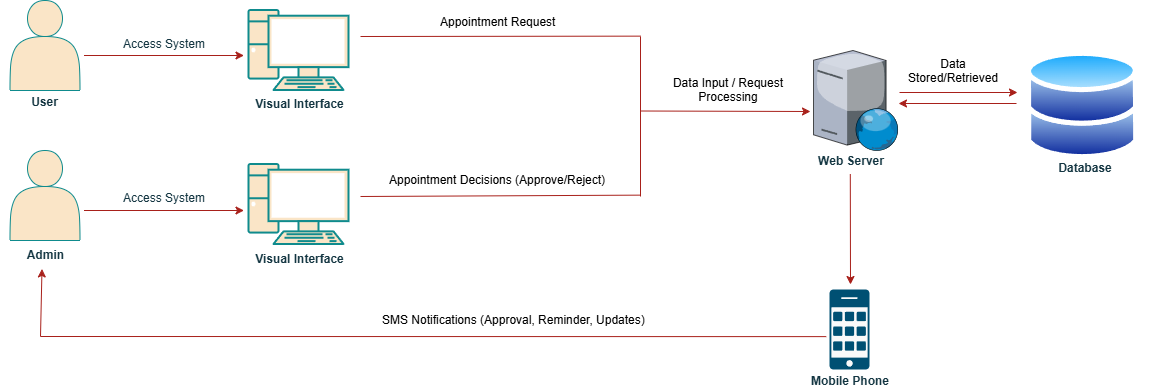 Appointment Request
Access System
User
Visual Interface
Data Input / Request
Processing
Data
Stored/Retrieved
Web Server
Database
Appointment Decisions (Approve/Reject)
Access System
Admin
Visual Interface
SMS Notifications (Approval, Reminder, Updates)
Mobile Phone